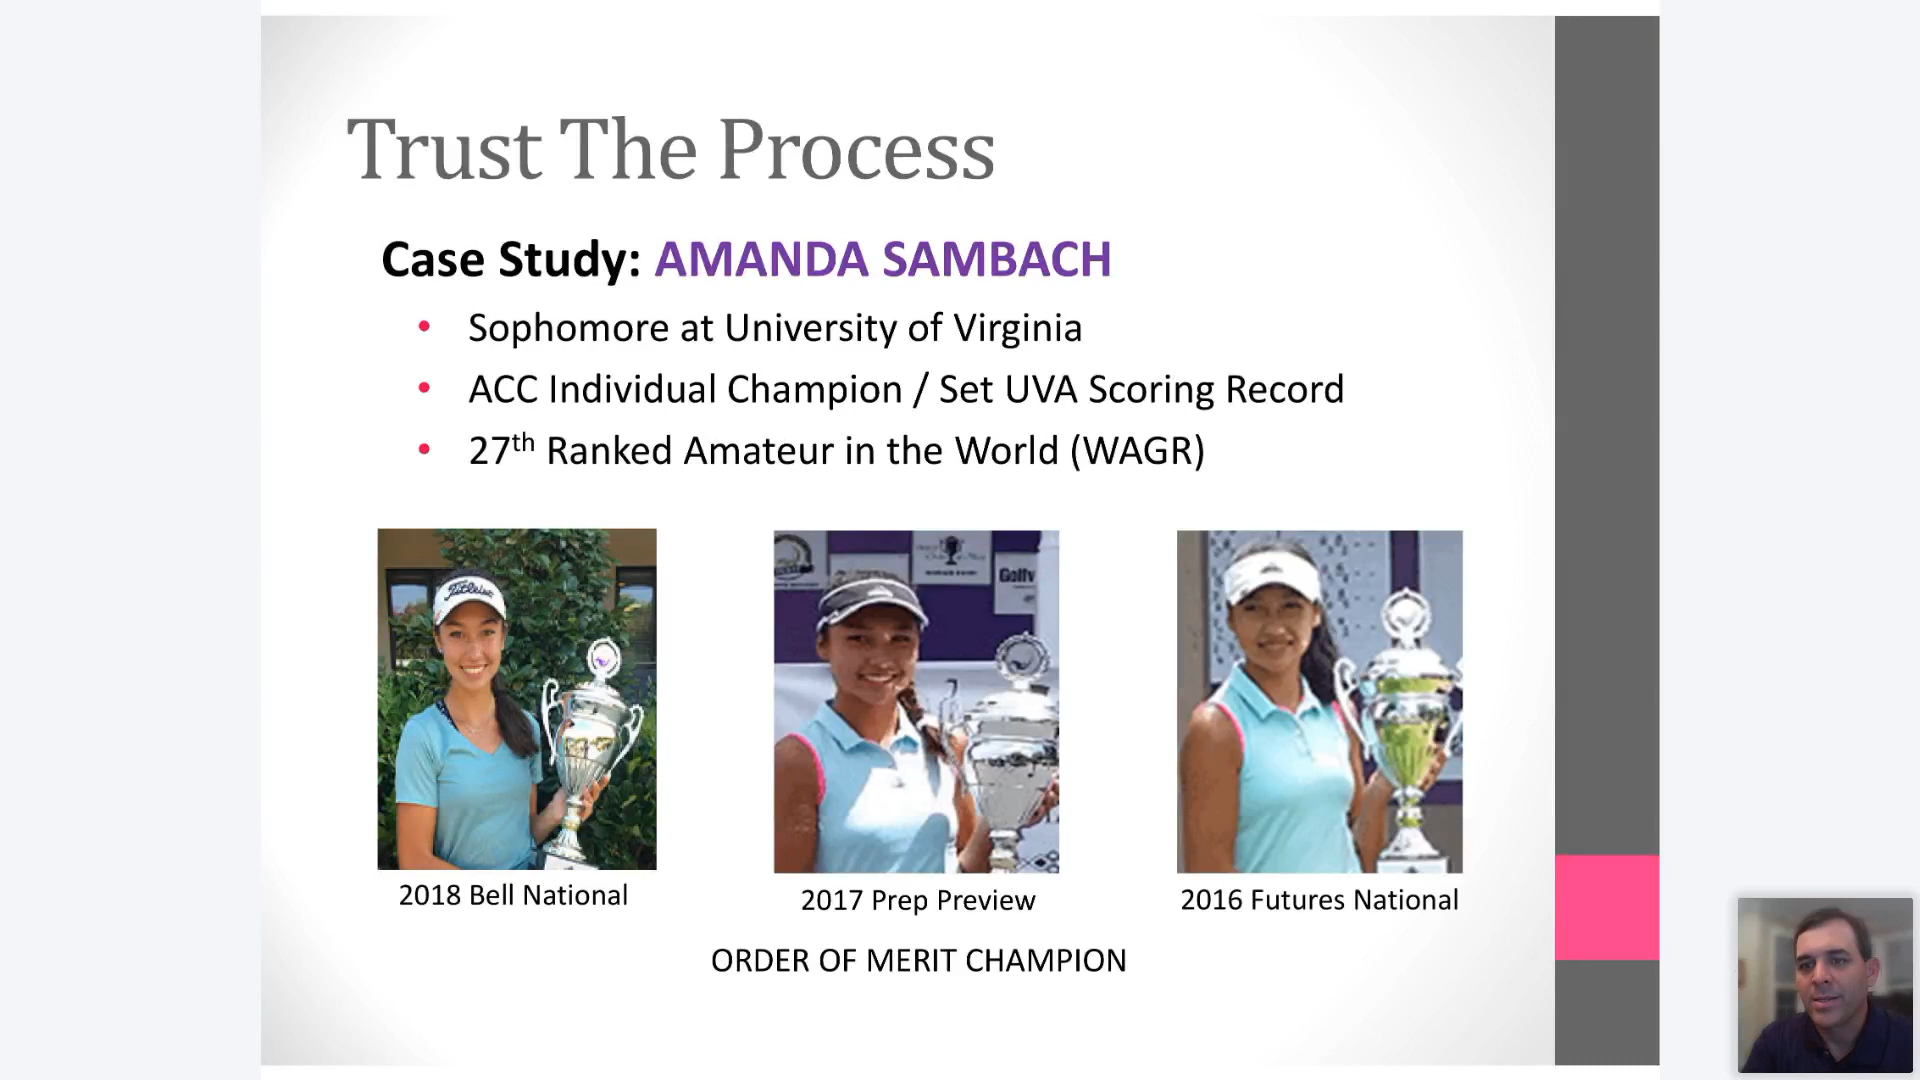 Trust The Process
Case Study: AMANDA SAMBACH
• Sophomore at University of Virginia
• ACC Individual Champion / Set UVA Scoring Record
• 27th Ranked Amateur in the World (WAGR)
Titleist
Golfw
2018 Bell National
2017 Prep Preview
2016 Futures National
ORDER OF MERIT CHAMPION